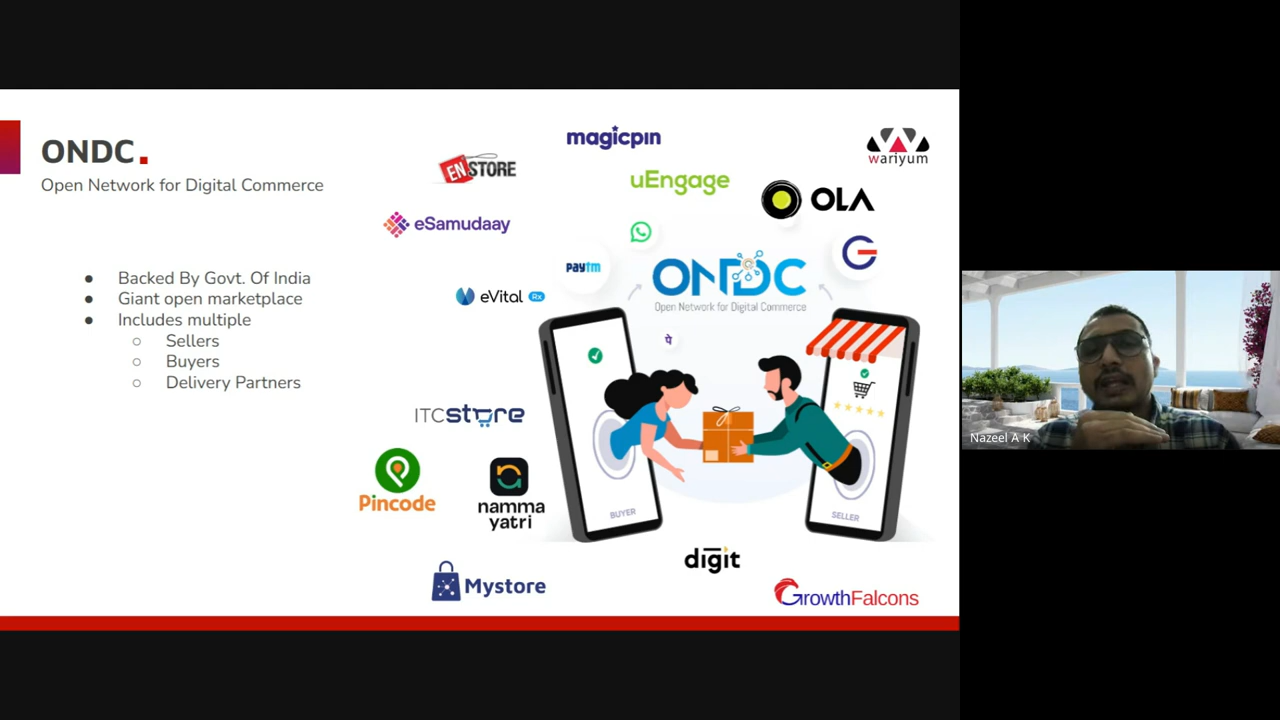 ONDC.
Open Network for Digital Commerce
Backed By Govt. Of India
Giant open marketplace
Includes multiple
Sellers
Buyers
Delivery Partners
magicpin
wariyum
ENSTORE
uEngage
OLA
eSamudaay
paytm
ONDC
Open Network for Digital Commerce
eVital Rx
पे
ITCstore
Pincode
namma
yatri
BUYER
SELLER
digit
Mystore
GrowthFalcons
Nazeel A K